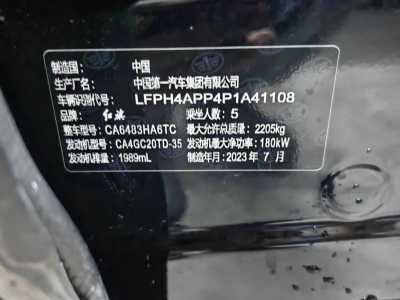 制造国： 中国
生产厂名： 中国第一汽车集团有限公司
车辆识别代号： LFPH4APP4P1A41108
品牌： 红旗 乘坐人数： 5
整车型号： CA6483HA6TC 最大允许总质量： 2205kg
发动机型号： CA4GC20TD-35 发动机最大净功率： 180kW
发动机排量： 1989mL 制造年月： 2023年 7月